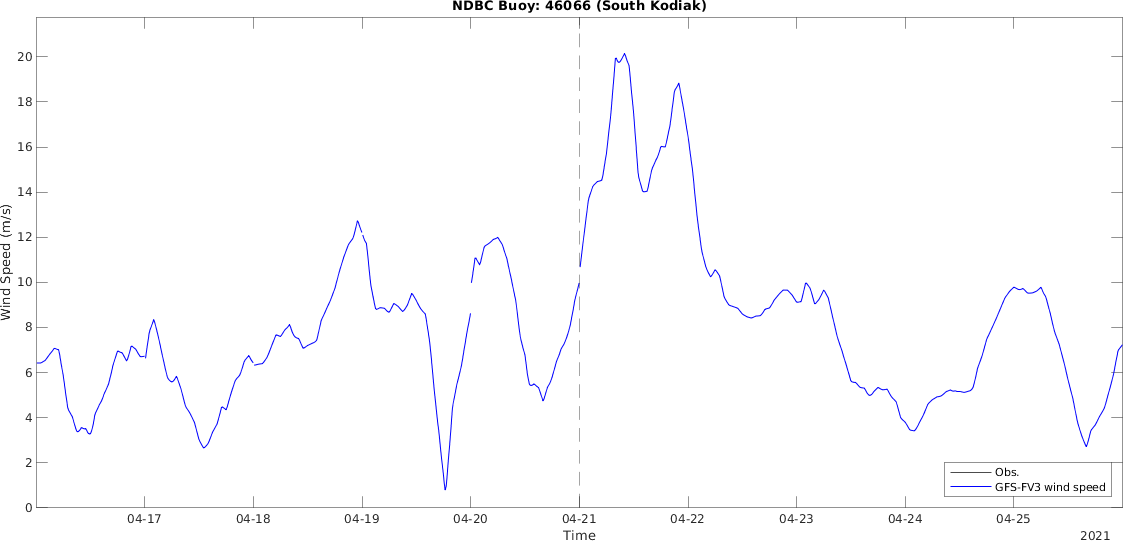 NDBC Buoy: 46066 (South Kodiak)
Wind Speed (m/s)
20
18
16
14
12
10
8
6
4
2
0
Obs.
GFS-FV3 wind speed
04-17 04-18 04-19 04-20 04-21 04-22 04-23 04-24 04-25
Time
2021